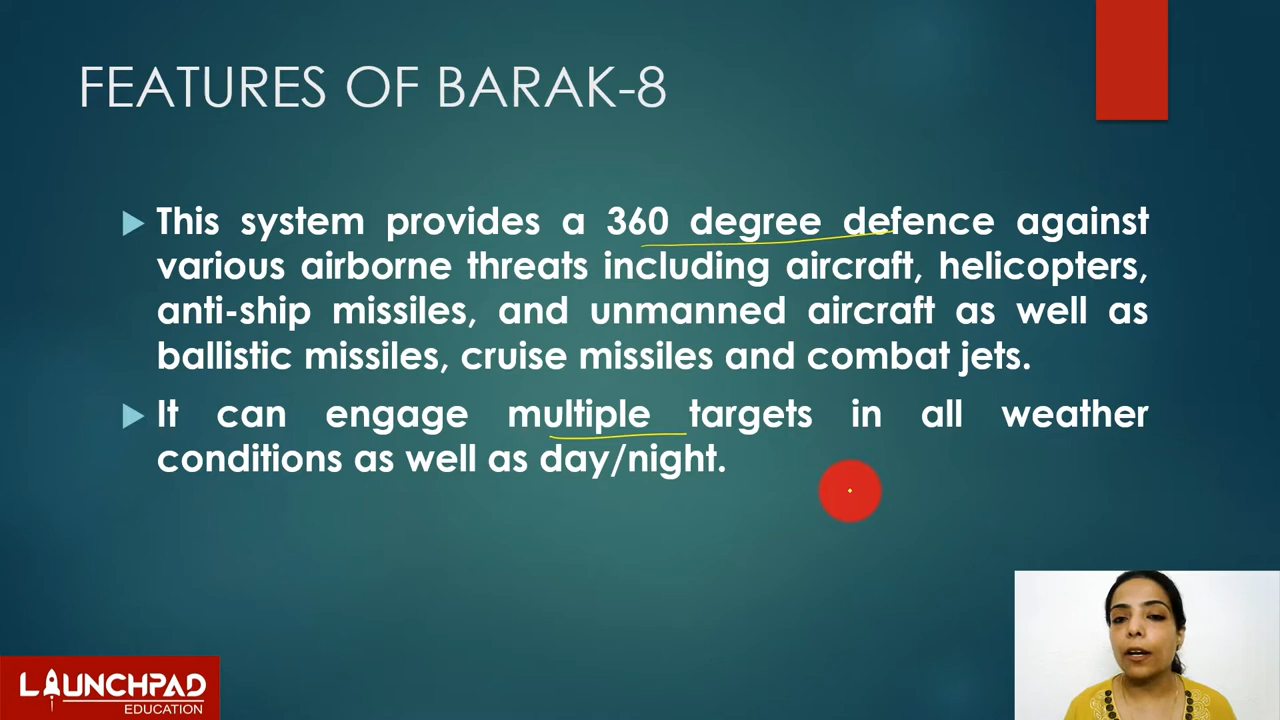 FEATURES OF BARAK-8
This system provides a 360 degree defence against
various airborne threats including aircraft, helicopters,
anti-ship missiles, and unmanned aircraft as well as
ballistic missiles, cruise missiles and combat jets.
It can engage multiple targets in all weather
conditions as well as day/night.
LAUNCHPAD
EDUCATION